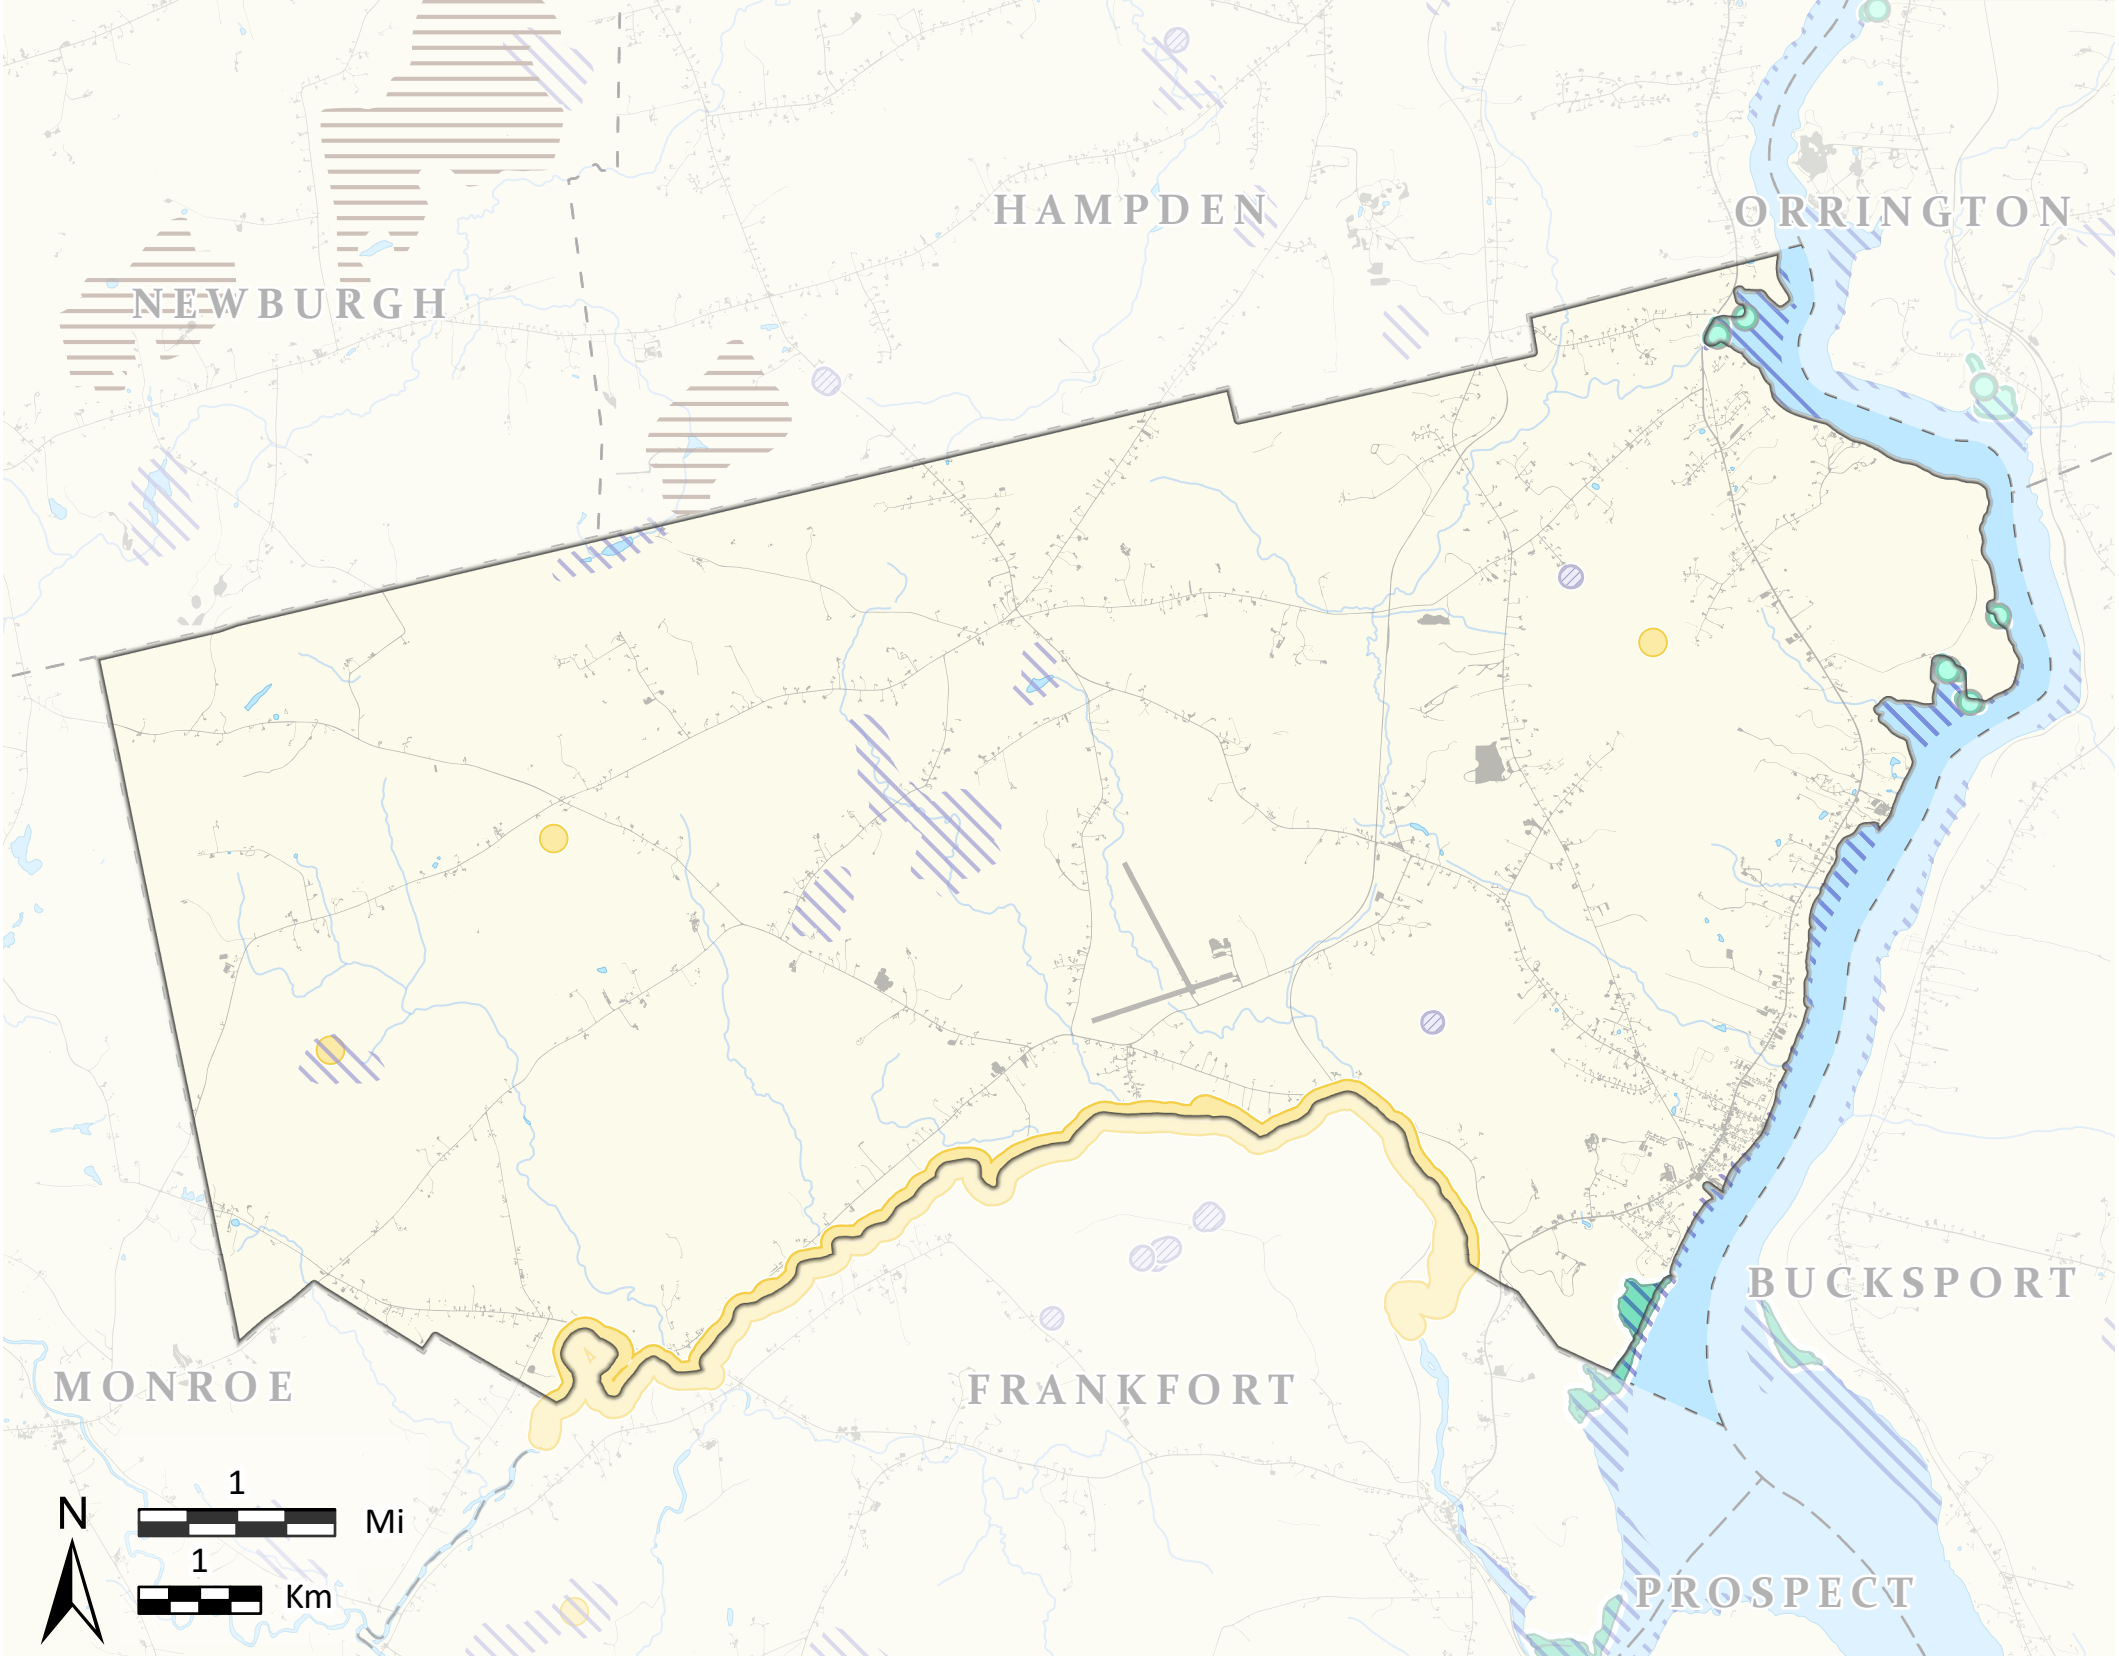 HAMPDEN
ORRINGTON
NEWBURGH
BUCKSPORT
MONROE
FRANKFORT
1
Mi
N
1
Km
PROSPECT